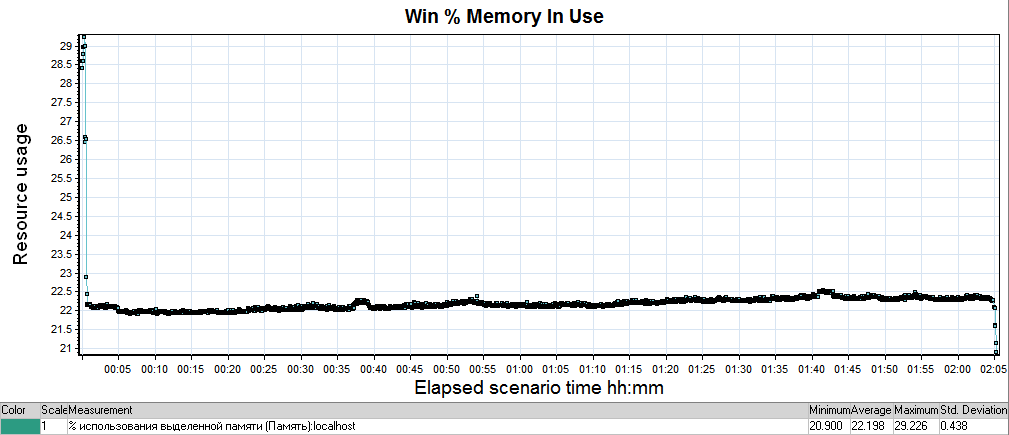 Win % Memory In Use
Resource usage
29
28.5
28
27.5
27
26.5
26
25.5
25
24.5
24
23.5
23
22.5
22
21.5
21
00:05 00:10 00:15 00:20 00:25 00:30 00:35 00:40 00:45 00:50 00:55 01:00 01:05 01:10 01:15 01:20 01:25 01:30 01:35 01:40 01:45 01:50 01:55 02:00 02:05
Elapsed scenario time hh:mm
Color Scale Measurement Minimum Average Maximum Std. Deviation
1 % использования выделенной памяти (Память):localhost 20.900 22.198 29.226 0.438